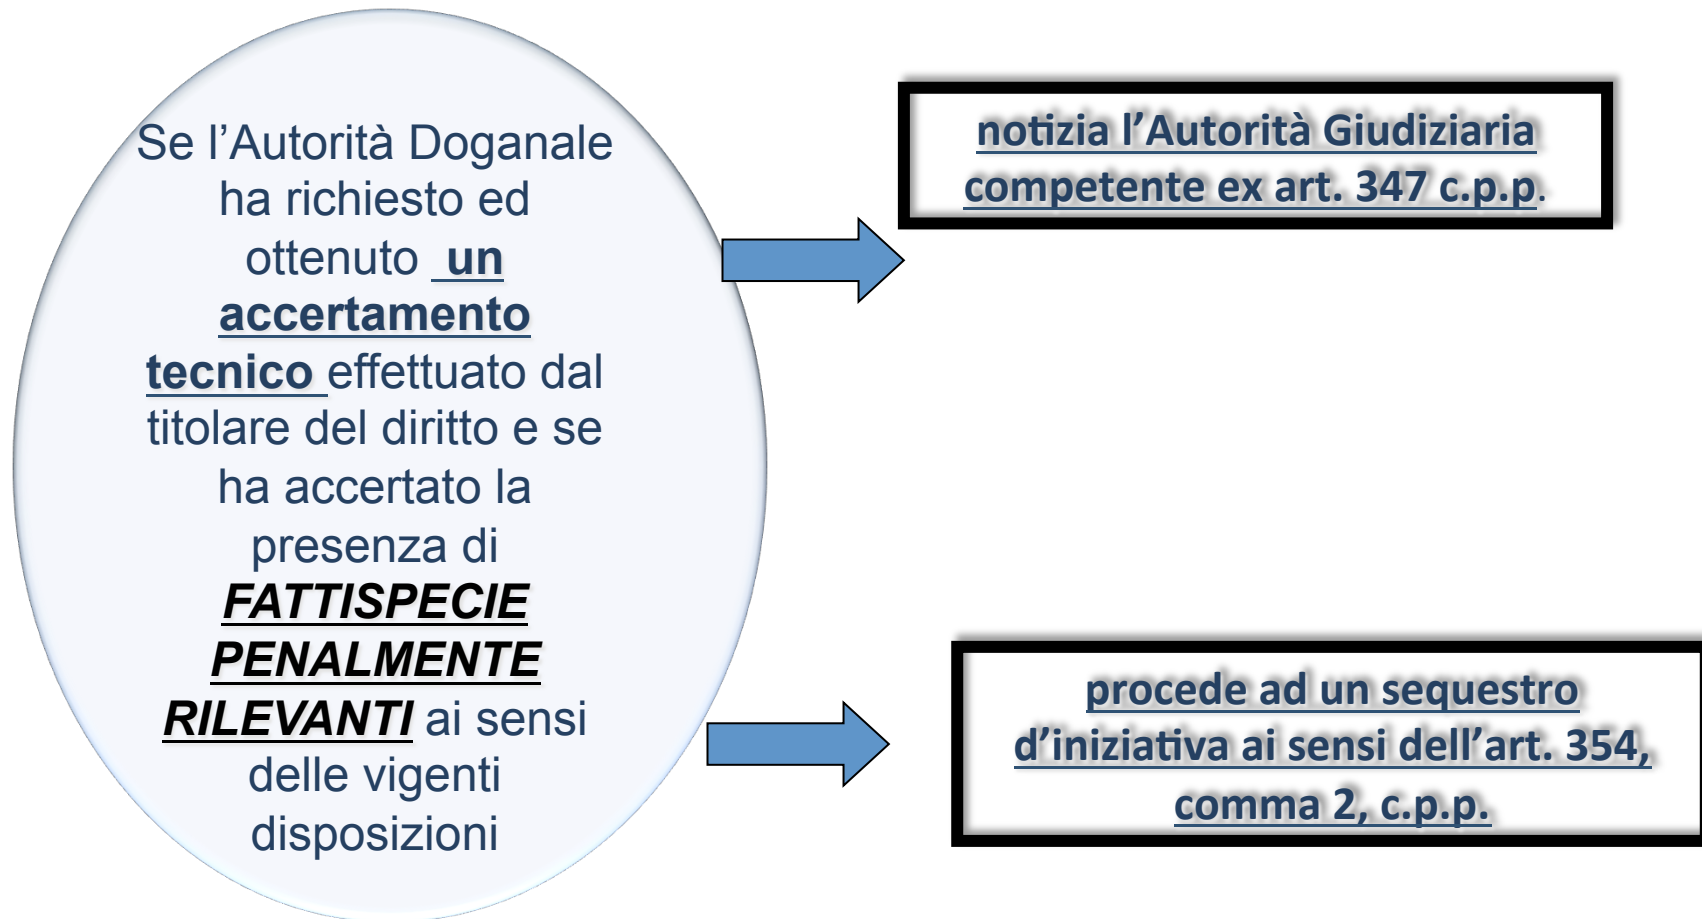 Se l’Autorità Doganale
ha richiesto ed
ottenuto un
accertamento
tecnico effettuato dal
titolare del diritto e se
ha accertato la
presenza di
FATTISPECIE
PENALMENTE
RILEVANTI ai sensi
delle vigenti
disposizioni
notizia l’Autorità Giudiziaria
competente ex art. 347 c.p.p.
procede ad un sequestro
d’iniziativa ai sensi dell’art. 354,
comma 2, c.p.p.